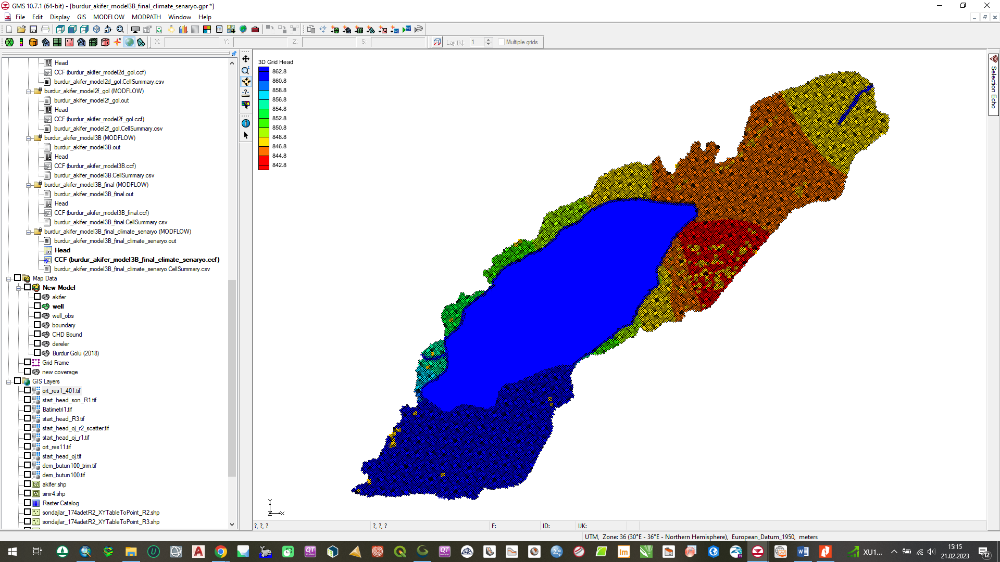 GMS 10.7.1 (64-bit) - [burdur_akifer_model3B_final_climate_senaryo.gpr *]
File Edit Display GIS MODFLOW MODPATH Window Help
X: Y: Z: S: Lay (k): 1 Multiple grids
Head
CCF (burdur_akifer_model2d_gol.ccf)
burdur_akifer_model2d_gol.CellSummary.csv
burdur_akifer_model2f_gol (MODFLOW)
burdur_akifer_model2f_gol.out
Head
CCF (burdur_akifer_model2f_gol.ccf)
burdur_akifer_model2f_gol.CellSummary.csv
burdur_akifer_model3B (MODFLOW)
burdur_akifer_model3B.out
Head
CCF (burdur_akifer_model3B.ccf)
burdur_akifer_model3B.CellSummary.csv
burdur_akifer_model3B_final (MODFLOW)
burdur_akifer_model3B_final.out
Head
CCF (burdur_akifer_model3B_final.ccf)
burdur_akifer_model3B_final.CellSummary.csv
burdur_akifer_model3B_final_climate_senaryo (MODFLOW)
burdur_akifer_model3B_final_climate_senaryo.out
Head
CCF (burdur_akifer_model3B_final_climate_senaryo.ccf)
burdur_akifer_model3B_final_climate_senaryo.CellSummary.csv
Map Data
New Model
akifer
well
well_obs
boundary
CHD Bound
dereler
Burdur Gölü (2018)
Grid Frame
new coverage
GIS Layers
ort_res1_401.tif
start_head_son_R1.tif
Batimetri1.tif
start_head_R3.tif
start_head_oj_r2_scatter.tif
start_head_oj_r1.tif
ort_res11.tif
start_head_oj.tif
dem_butun100_trim.tif
dem_butun100.tif
akifer.shp
sinir4.shp
Raster Catalog
sondajlar_174adetR2_XYTableToPoint_R2.shp
sondajlar_174adetR2_XYTableToPoint_R3.shp
3D Grid Head
862.8
860.8
858.8
856.8
854.8
852.8
850.8
848.8
846.8
844.8
842.8
Selection Echo
Y
Z X
?, ?, ? ?, ?, ? F: ID: IJK:
UTM, Zone: 36 (30°E - 36°E - Northern Hemisphere), European_Datum_1950, meters
XU1...
15:15
21.02.2023
12